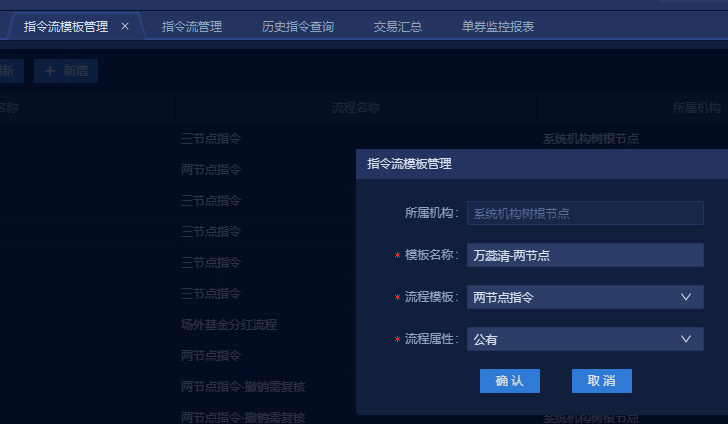 指令流模板管理 × 指令流管理 历史指令查询 交易汇总 单券监控报表
刷新 + 新增
名称 流程名称 所属机构
三节点指令 系统机构树根节点
两节点指令
指令流模板管理
三节点指令
所属机构: 系统机构树根节点
三节点指令
* 模板名称: 万蕊清-两节点
三节点指令
三节点指令
* 流程模板: 两节点指令
场外基金分红流程
* 流程属性: 公有
两节点指令
两节点指令-撤销需复核
确认 取消
两节点指令-撤销需复核 系统机构树根节点